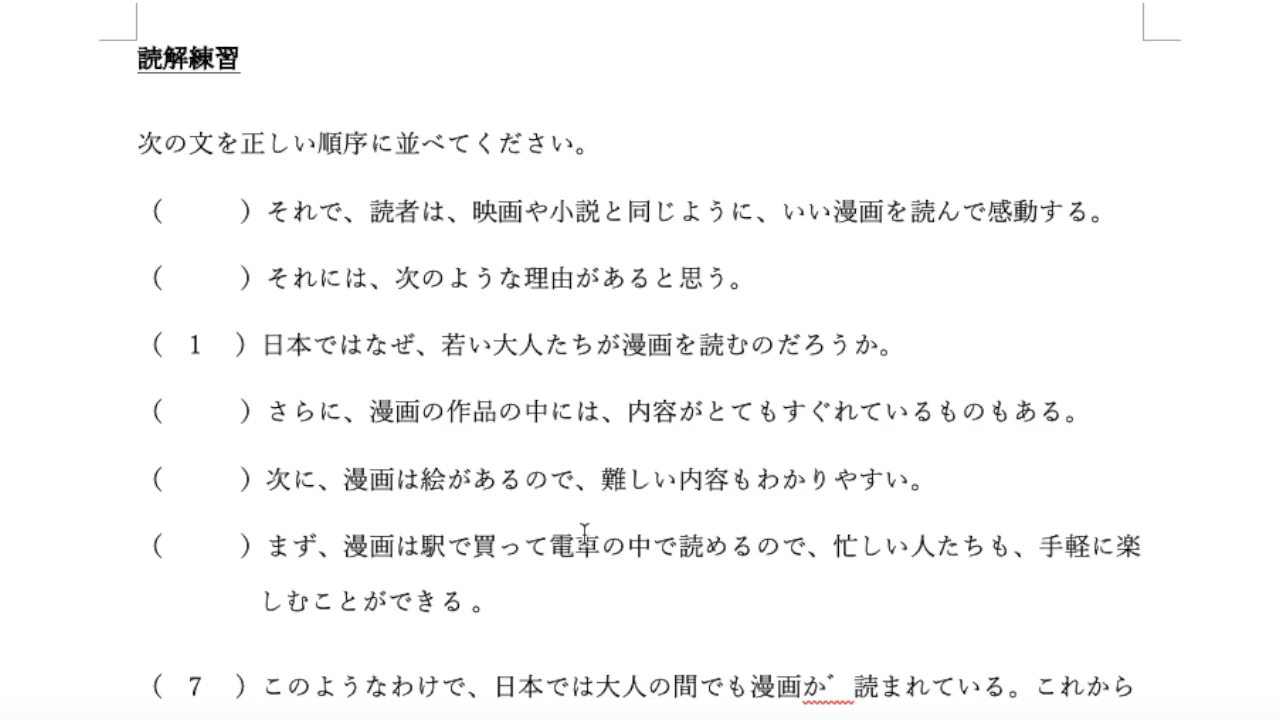 読解練習
次の文を正しい順序に並べてください。
（　　）それで、読者は、映画や小説と同じように、いい漫画を読んで感動する。
（　　）それには、次のような理由があると思う。
（　1　）日本ではなぜ、若い大人たちが漫画を読むのだろうか。
（　　）さらに、漫画の作品の中には、内容がとてもすぐれているものもある。
（　　）次に、漫画は絵があるので、難しい内容もわかりやすい。
（　　）まず、漫画は駅で買って電車の中で読めるので、忙しい人たちも、手軽に楽
しむことができる 。
（　7　）このようなわけで、日本では大人の間でも漫画か゛読まれている。これから